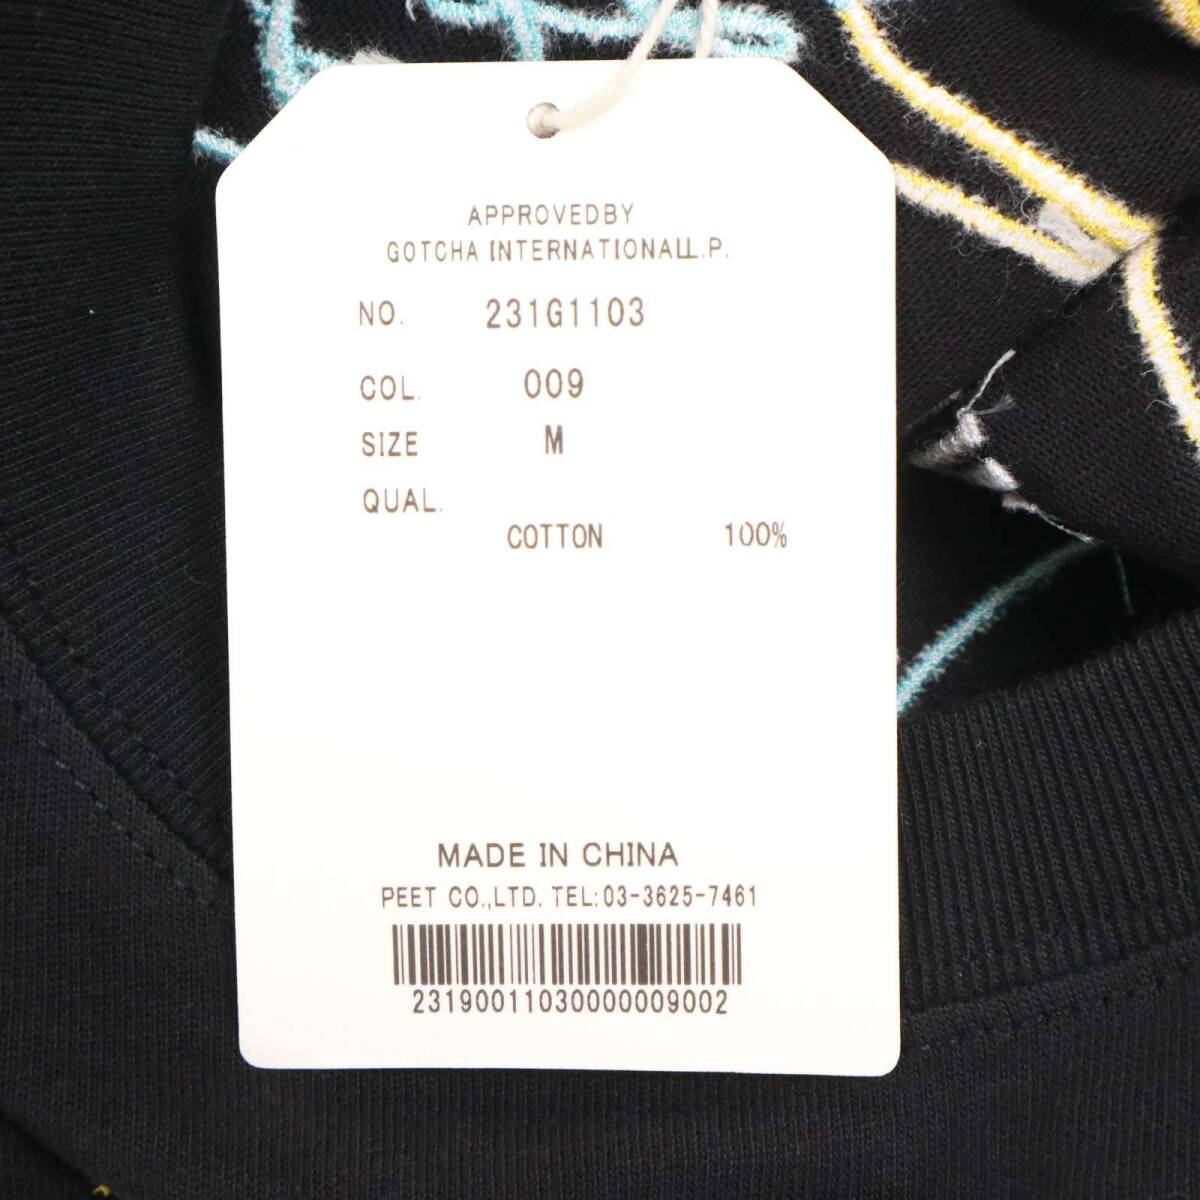 APPROVEDBY
GOTCHA INTERNATIONALL.P.
NO. 231G1103
COL. 009
SIZE M
QUAL.
COTTON 100%
MADE IN CHINA
PEET CO.,LTD. TEL:03-3625-7461
23190011030000009002